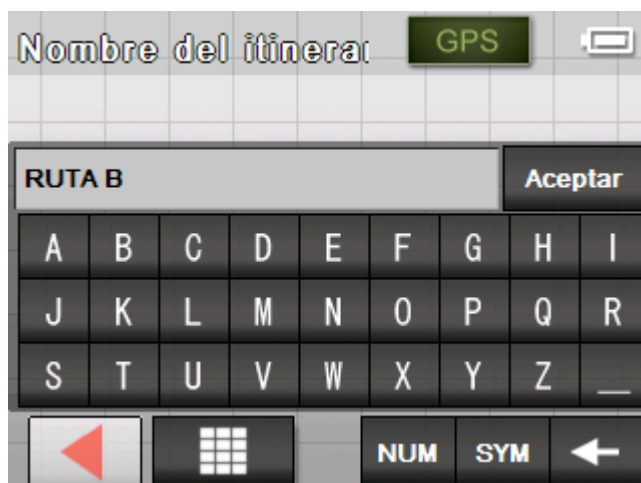 Nombre del itinerar GPS
RUTA B Aceptar
A B C D E F G H I
J K L M N O P Q R
S T U V W X Y Z _
NUM SYM